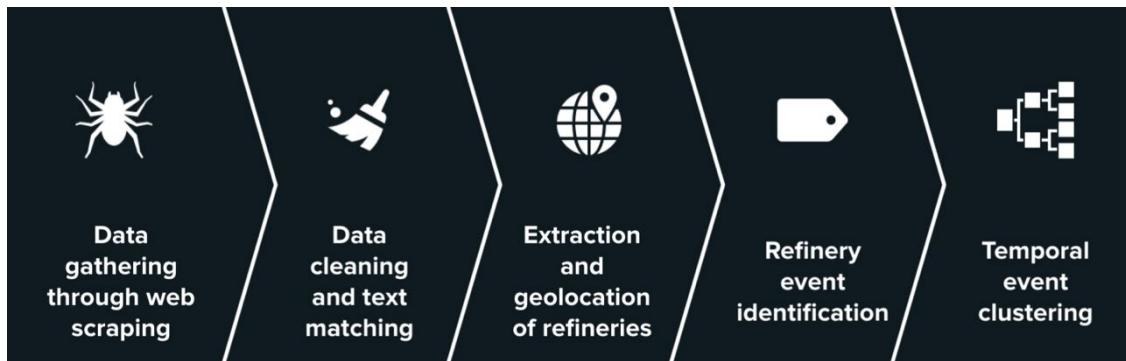 Data
gathering
through web
scraping
Data
cleaning
and text
matching
Extraction
and
geolocation
of refineries
Refinery
event
identification
Temporal
event
clustering